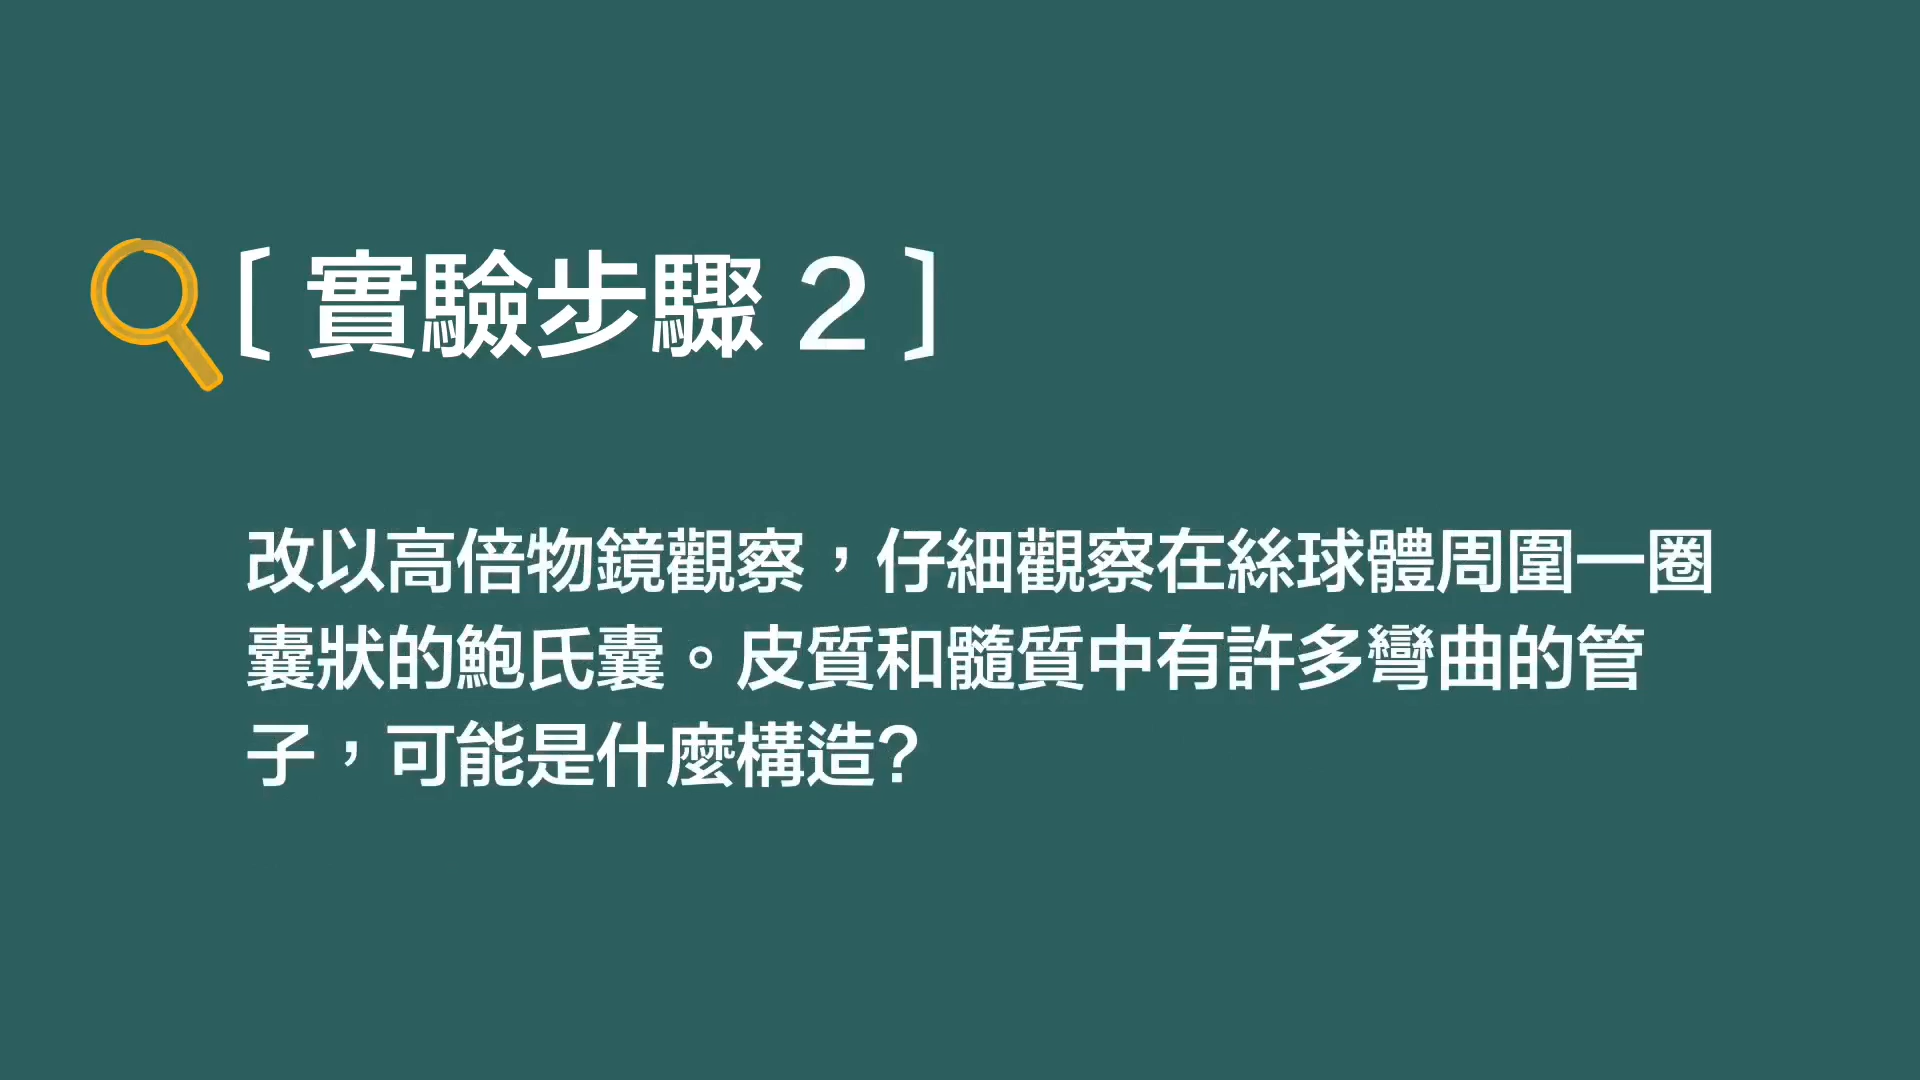 〔實驗步驟 2〕
改以高倍物鏡觀察，仔細觀察在絲球體周圍一圈
囊狀的鮑氏囊。皮質和髓質中有許多彎曲的管
子，可能是什麼構造?